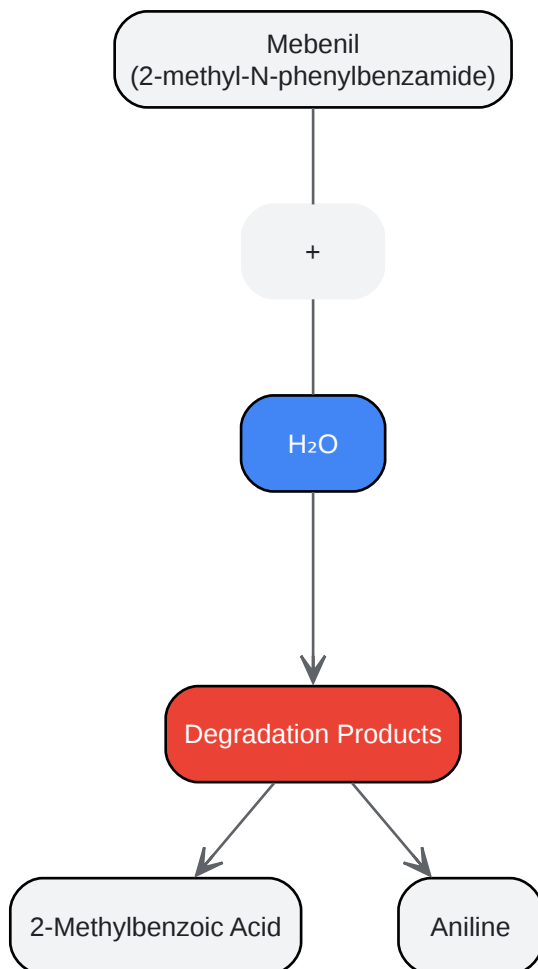 Mebenil
(2-methyl-N-phenylbenzamide)
+
H₂O
Degradation Products
2-Methylbenzoic Acid
Aniline